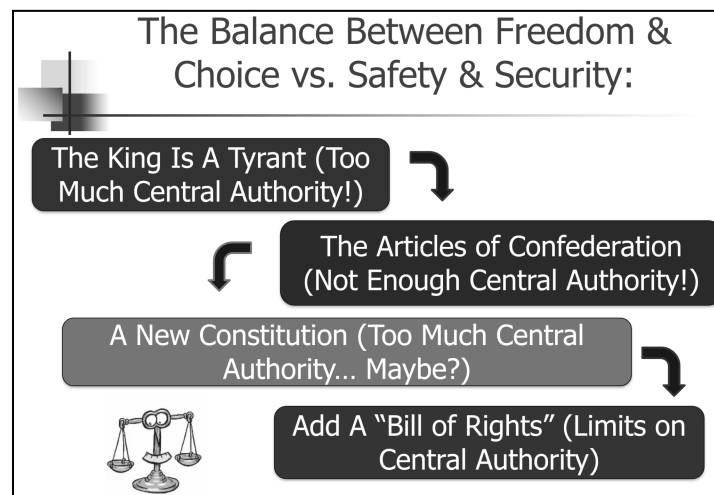 The Balance Between Freedom &
Choice vs. Safety & Security:
The King Is A Tyrant (Too
Much Central Authority!)
The Articles of Confederation
(Not Enough Central Authority!)
A New Constitution (Too Much Central
Authority... Maybe?)
Add A “Bill of Rights” (Limits on
Central Authority)